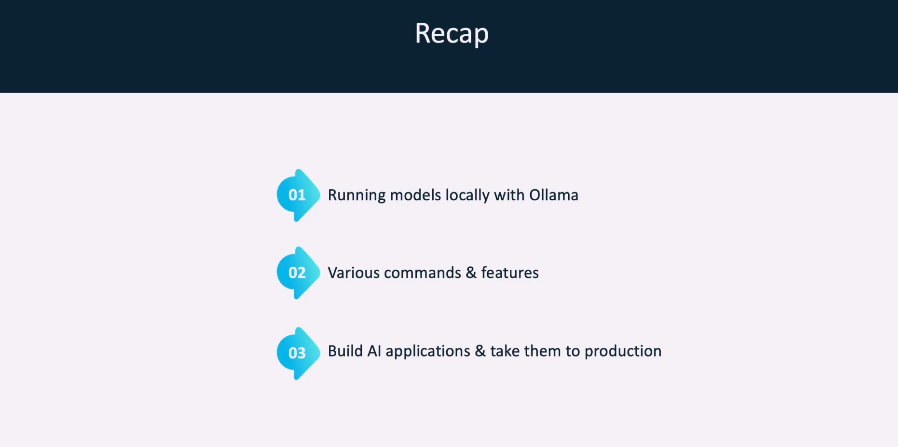 Recap
01 Running models locally with Ollama
02 Various commands & features
03 Build AI applications & take them to production